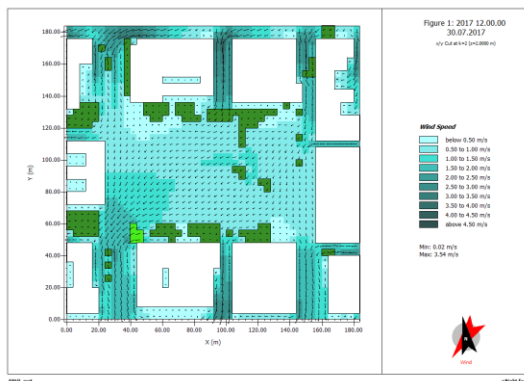 Figure 1: 2017 12.00.00
30.07.2017
x/y Cut at k=2 (z=3.0000 m)
Wind Speed
below 0.50 m/s
0.50 to 1.00 m/s
1.00 to 1.50 m/s
1.50 to 2.00 m/s
2.00 to 2.50 m/s
2.50 to 3.00 m/s
3.00 to 3.50 m/s
3.50 to 4.00 m/s
4.00 to 4.50 m/s
above 4.50 m/s
Min: 0.02 m/s
Max: 3.54 m/s
N
Wind
180.00
160.00
140.00
120.00
100.00
80.00
60.00
40.00
20.00
0.00
Y (m)
0.00 20.00 40.00 60.00 80.00 100.00 120.00 140.00 160.00 180.00
X (m)